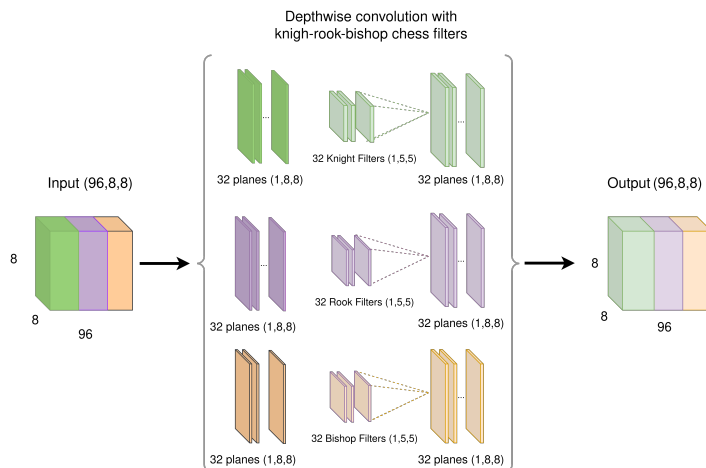 Depthwise convolution with
knigh-rook-bishop chess filters
Input (96,8,8)
8
8
96
...
...
32 Knight Filters (1,5,5)
32 planes (1,8,8)
32 planes (1,8,8)
...
...
32 Rook Filters (1,5,5)
32 planes (1,8,8)
32 planes (1,8,8)
...
32 Bishop Filters (1,5,5)
32 planes (1,8,8)
32 planes (1,8,8)
Output (96,8,8)
8
8
96